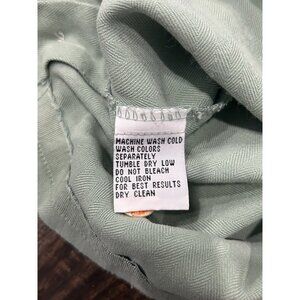 MACHINE WASH COLD
WASH COLORS
SEPARATELY
TUMBLE DRY LOW
DO NOT BLEACH
COOL IRON
FOR BEST RESULTS
DRY CLEAN